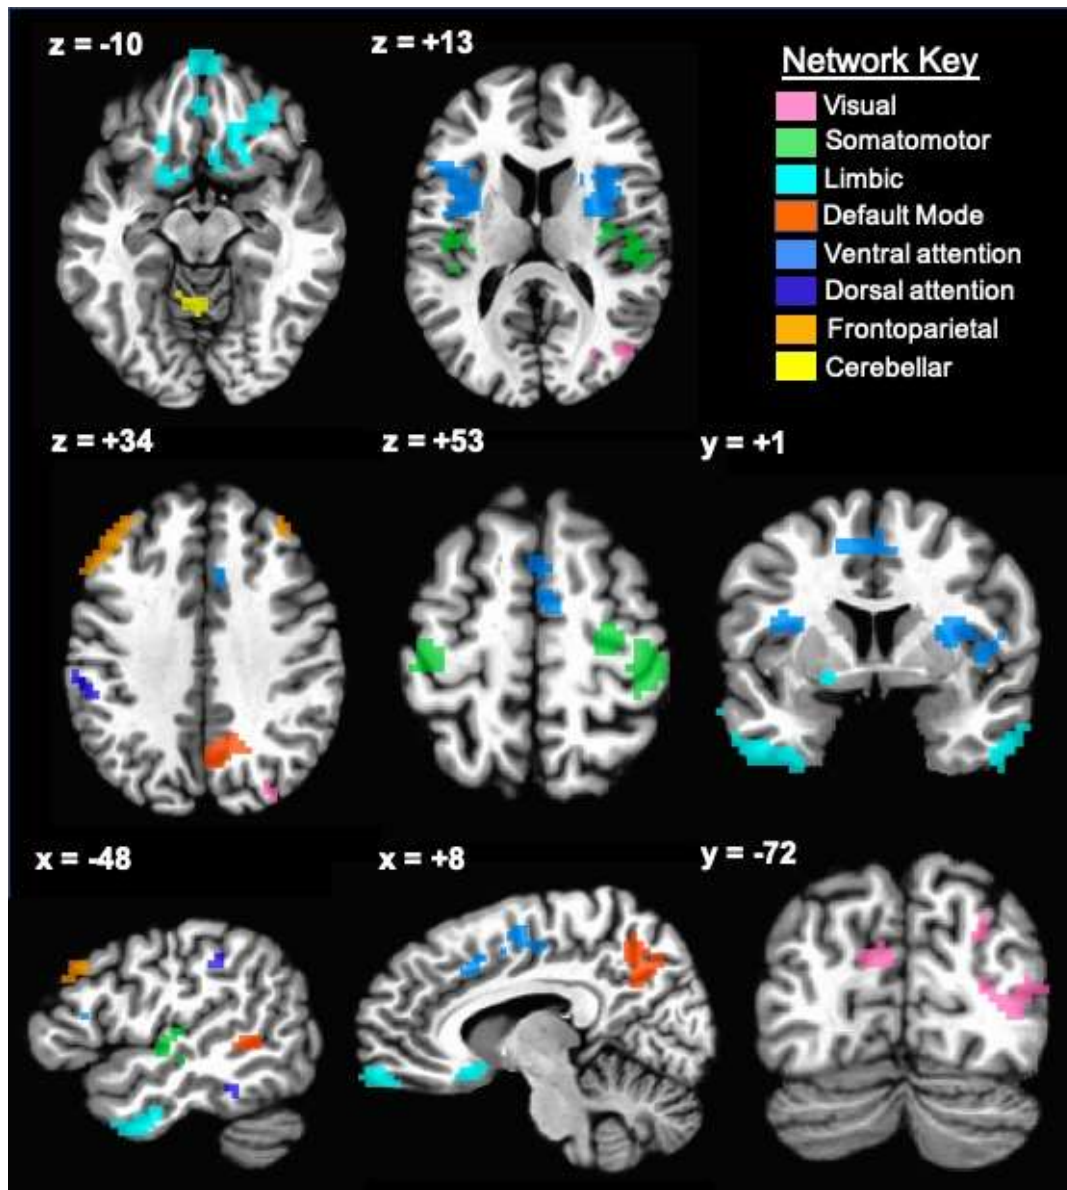 z = -10
z = +13
Network Key
Visual
Somatomotor
Limbic
Default Mode
Ventral attention
Dorsal attention
Frontoparietal
Cerebellar
z = +34
z = +53
y = +1
x = -48
x = +8
y = -72